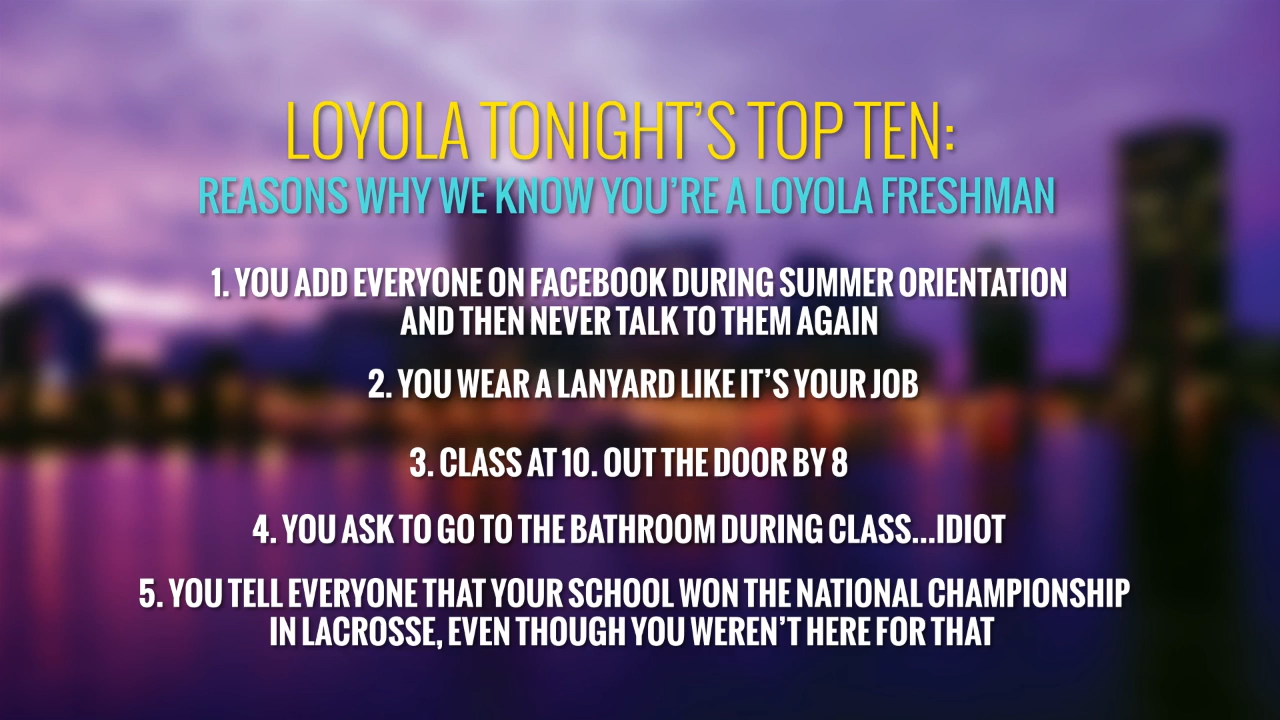 LOYOLA TONIGHT'S TOP TEN:
REASONS WHY WE KNOW YOU'RE A LOYOLA FRESHMAN
1. YOU ADD EVERYONE ON FACEBOOK DURING SUMMER ORIENTATION
AND THEN NEVER TALK TO THEM AGAIN
2. YOU WEAR A LANYARD LIKE IT'S YOUR JOB
3. CLASS AT 10. OUT THE DOOR BY 8
4. YOU ASK TO GO TO THE BATHROOM DURING CLASS...IDIOT
5. YOU TELL EVERYONE THAT YOUR SCHOOL WON THE NATIONAL CHAMPIONSHIP
IN LACROSSE, EVEN THOUGH YOU WEREN'T HERE FOR THAT